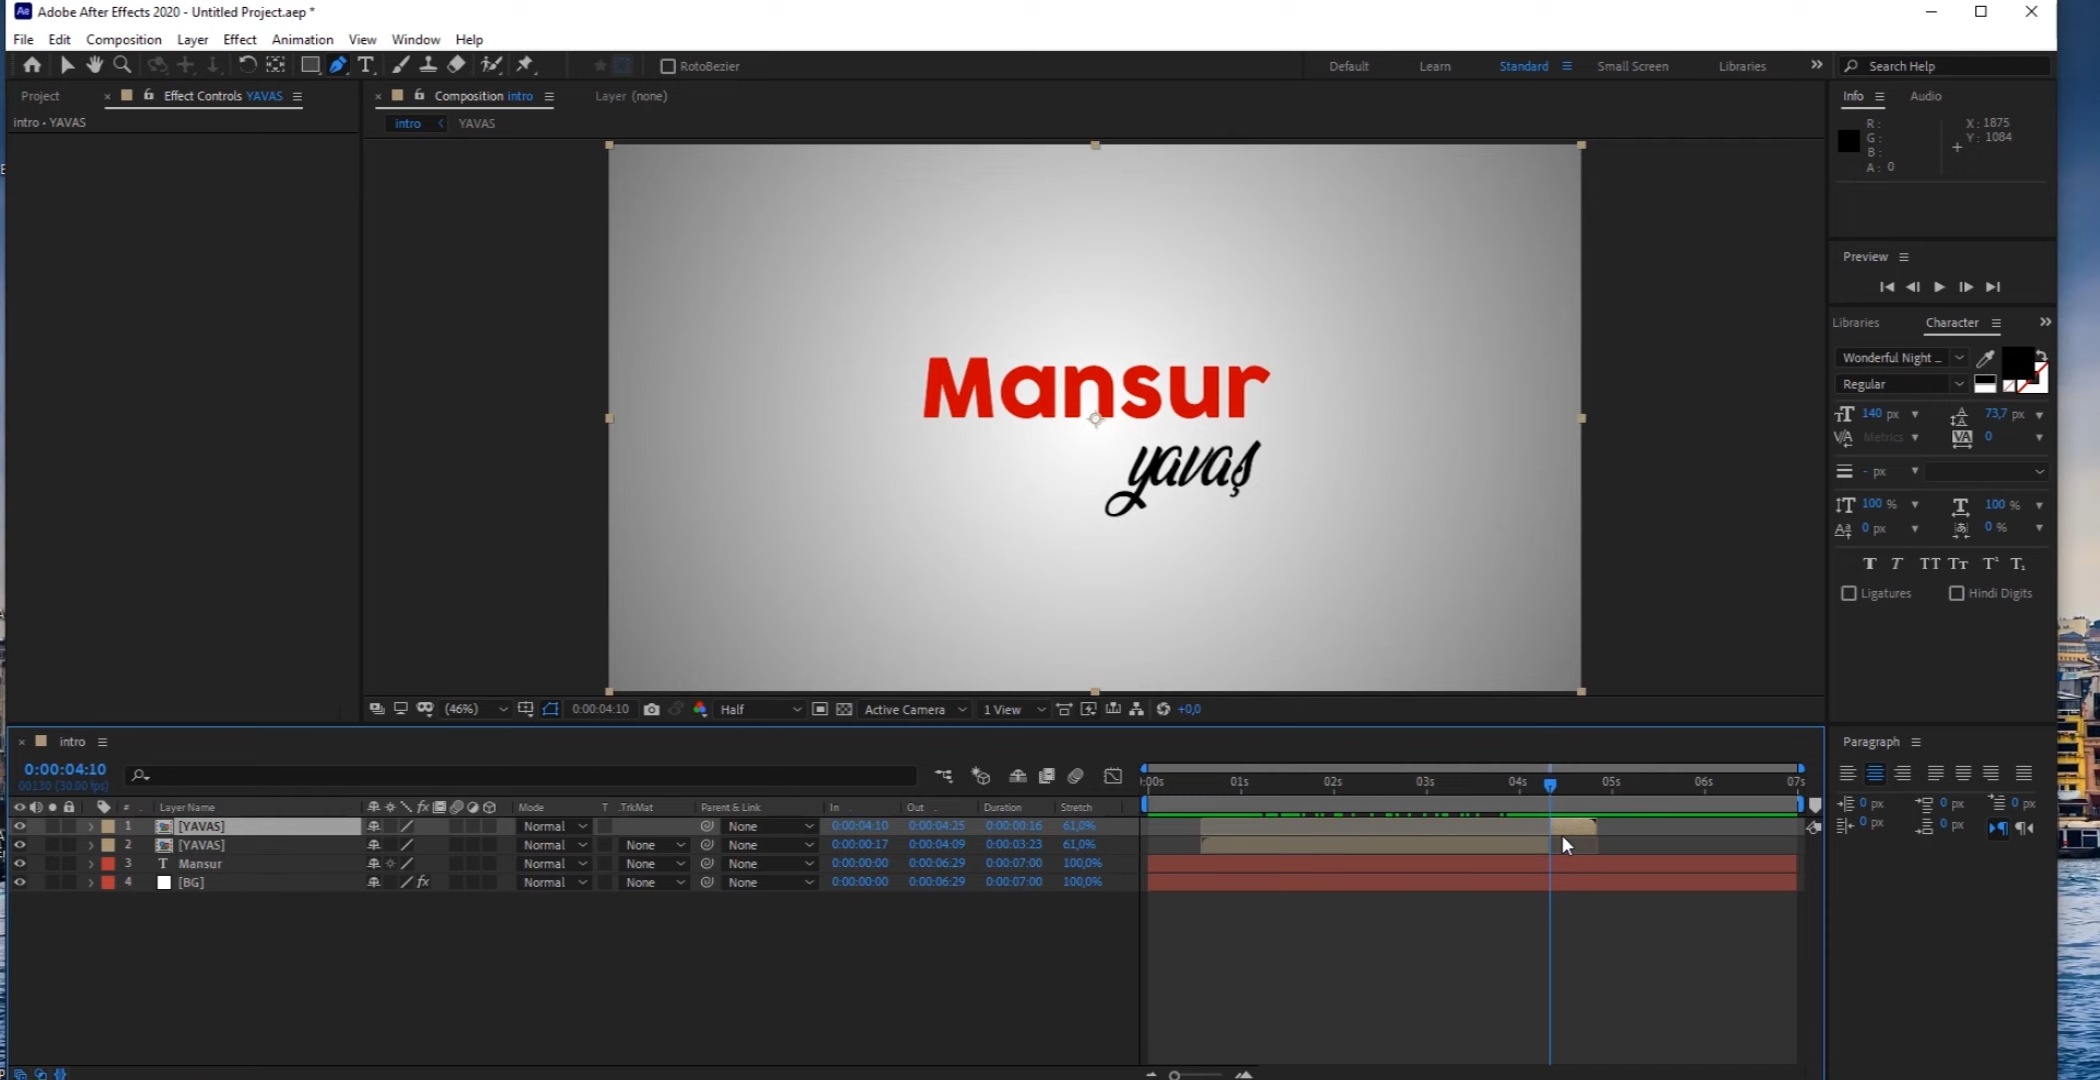 Ae Adobe After Effects 2020 - Untitled Project.aep *
File Edit Composition Layer Effect Animation View Window Help
RotoBezier Default Learn Standard Small Screen Libraries Search Help
Project Effect Controls YAVAS Composition intro Layer (none) Info Audio
intro • YAVAS
intro YAVAS
R :
G :
B :
A : 0
X : 1875
Y : 1084
Preview
Libraries Character
Wonderful Night ...
Regular
140 px 73,7 px
Metrics 0
- px
100 % 100 %
0 px 0 %
Ligatures Hindi Digits
Mansur
yavaş
(46%) 0:00:04:10 Half Active Camera 1 View +0,0
intro
0:00:04:10
00130 (30.00 fps)
:00s 01s 02s 03s 04s 05s 06s 07s
# Layer Name fx Mode T .TrkMat Parent & Link In Out Duration Stretch
1 [YAVAS] Normal None 0:00:04:10 0:00:04:25 0:00:00:16 61,0%
2 [YAVAS] Normal None None 0:00:00:17 0:00:04:09 0:00:03:23 61,0%
3 T Mansur Normal None None 0:00:00:00 0:00:06:29 0:00:07:00 100,0%
4 [BG] fx Normal None None 0:00:00:00 0:00:06:29 0:00:07:00 100,0%
Paragraph
0 px 0 px 0 px
0 px 0 px